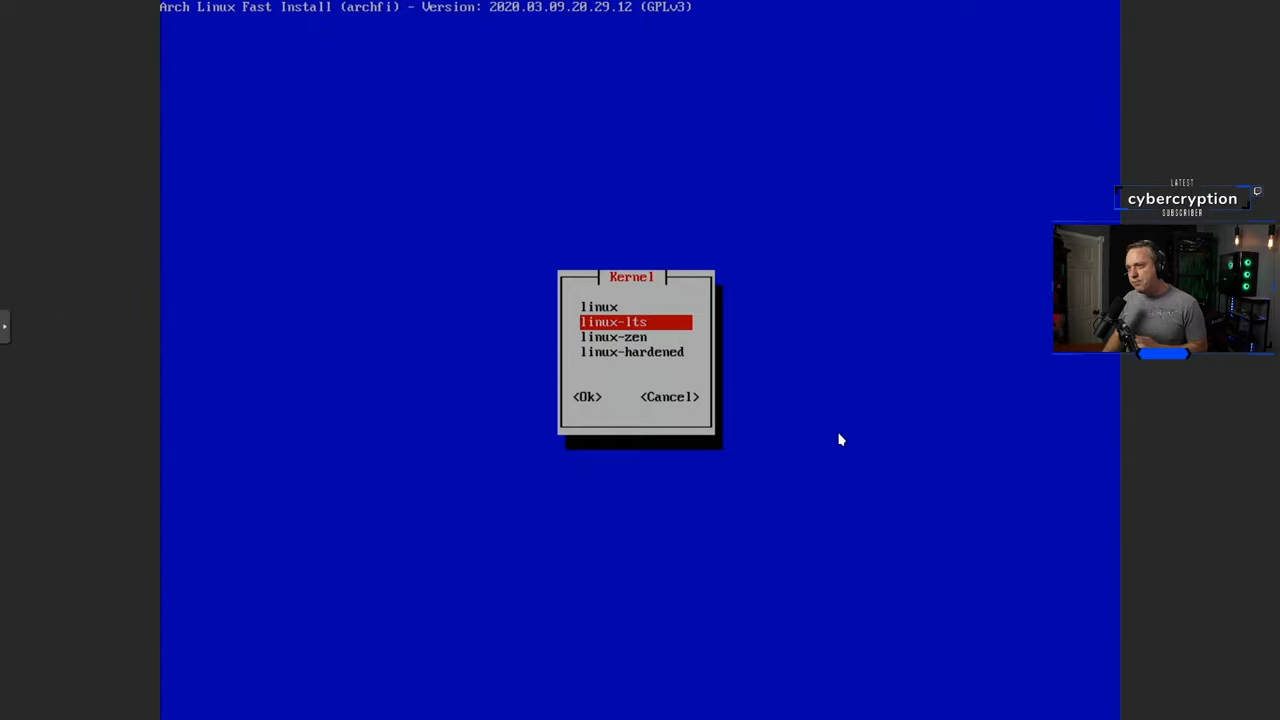 Arch Linux Fast Install (archfi) - Version: 2020.03.09.20.29.12 (GPLv3)
Kernel
linux
linux-lts
linux-zen
linux-hardened
<Ok> <Cancel>
LATEST
cybercryption
SUBSCRIBER